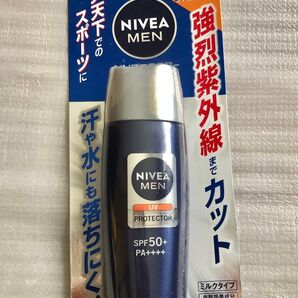 天下での
スポーツに
NIVEA
MEN
強烈紫外線まで
カット
汗や水にも落ちにくく
NIVEA
MEN
UV
PROTECTOR
SPF50+
PA++++
ミルクタイプ